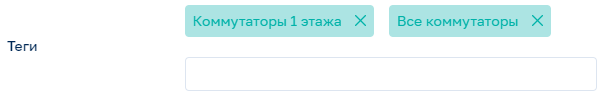 Коммутаторы 1 этажа
Все коммутаторы
Теги